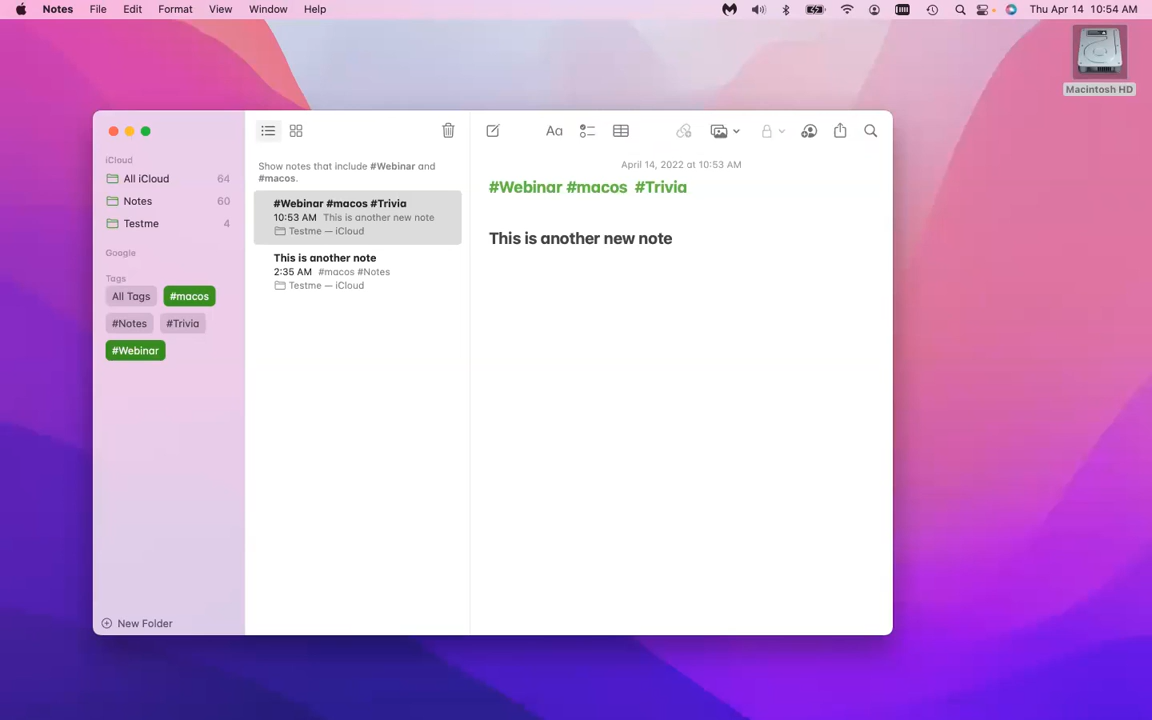 Notes File Edit Format View Window Help Thu Apr 14 10:54 AM
Macintosh HD
iCloud
All iCloud 64
Notes 60
Testme 4
Google
Tags
All Tags #macos
#Notes #Trivia
#Webinar
New Folder
Show notes that include #Webinar and
#macos.
#Webinar #macos #Trivia
10:53 AM This is another new note
Testme — iCloud
This is another note
2:35 AM #macos #Notes
Testme — iCloud
Aa
April 14, 2022 at 10:53 AM
#Webinar #macos #Trivia
This is another new note